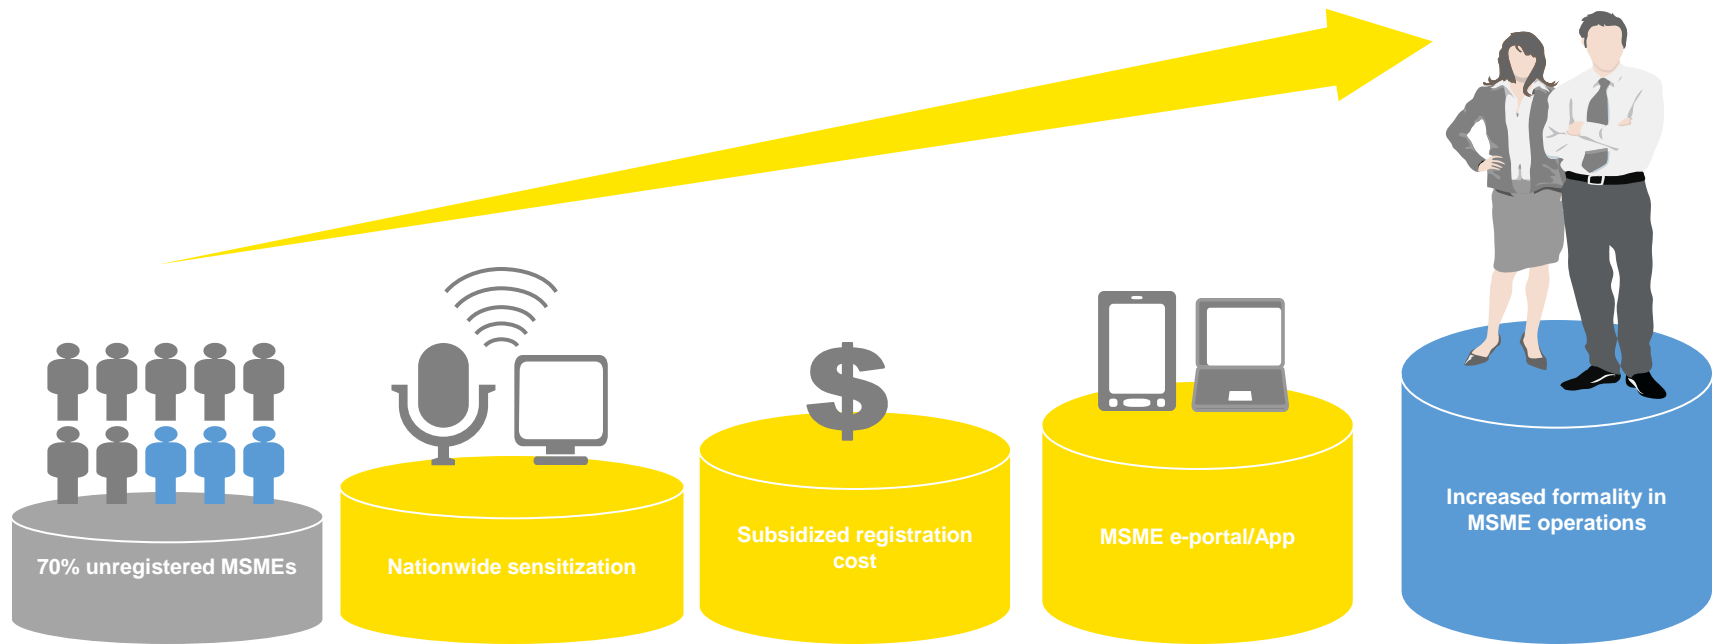 70% unregistered MSMEs
Nationwide sensitization
$
Subsidized registration
cost
MSME e-portal/App
Increased formality in
MSME operations